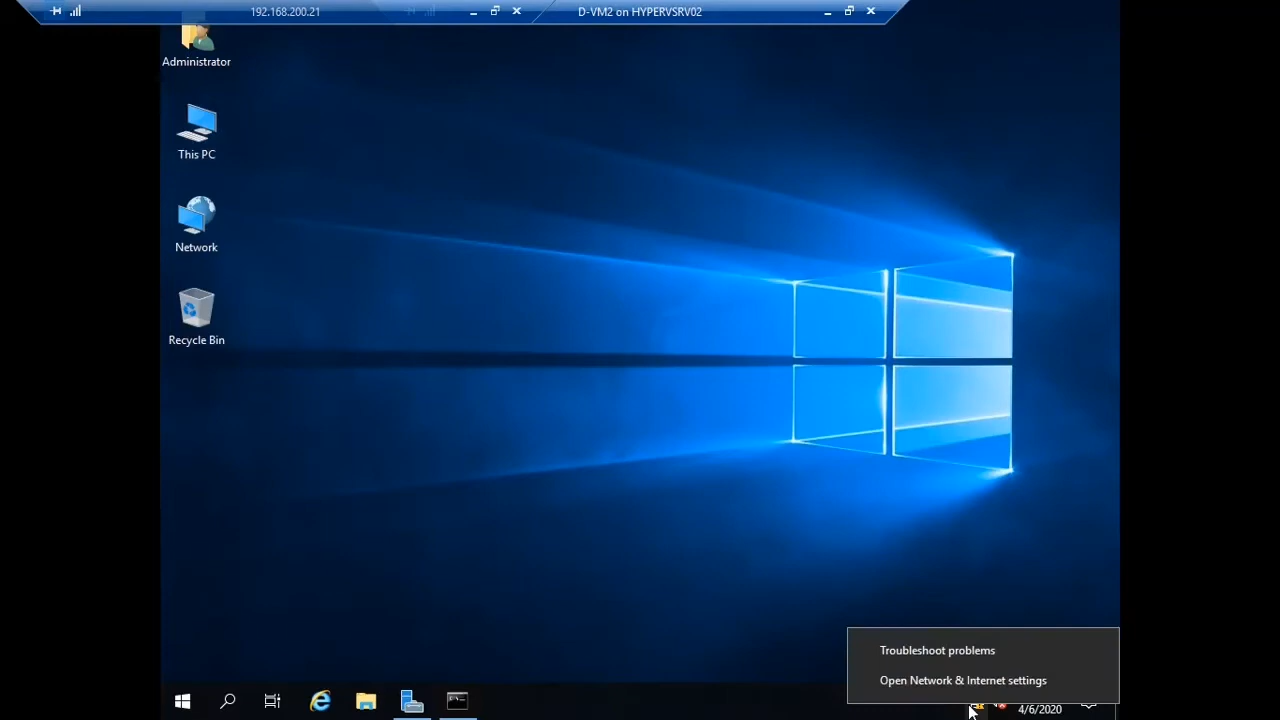 192.168.200.21
D-VM2 on HYPERVSRV02
Administrator
This PC
Network
Recycle Bin
Troubleshoot problems
Open Network & Internet settings
4/6/2020